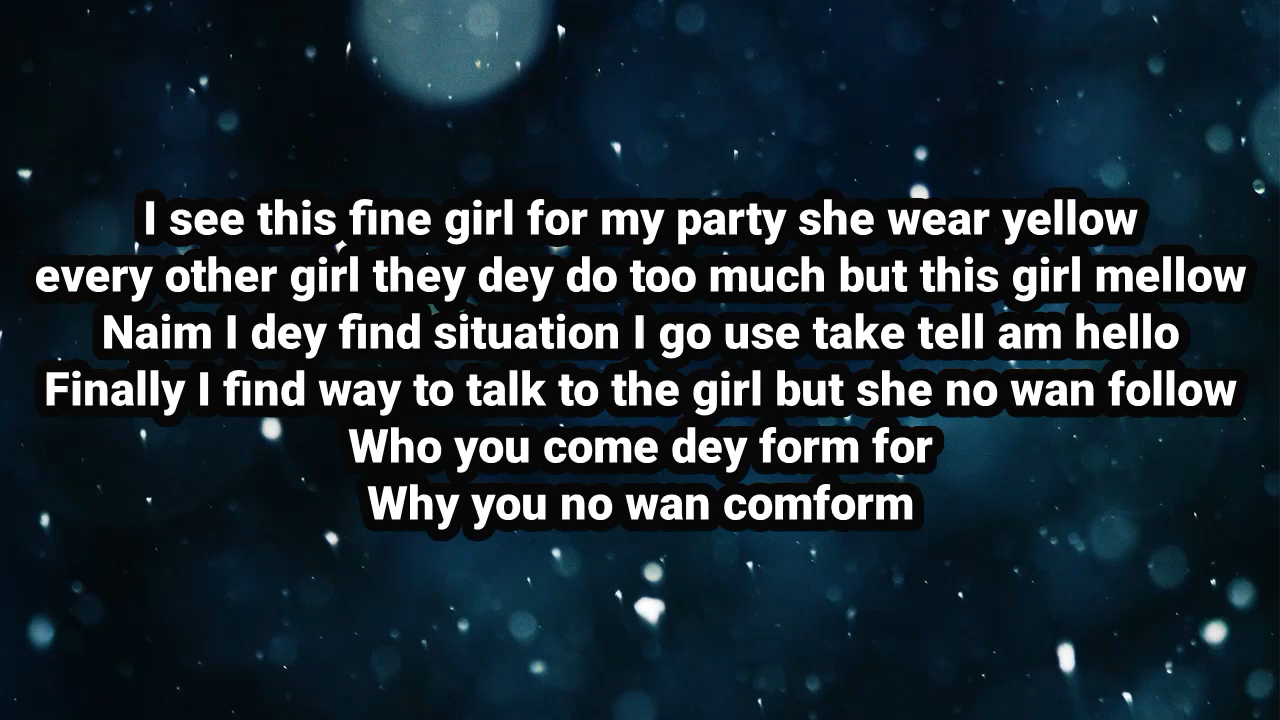 I see this fine girl for my party she wear yellow
every other girl they dey do too much but this girl mellow
Naim I dey find situation I go use take tell am hello
Finally I find way to talk to the girl but she no wan follow
Who you come dey form for
Why you no wan comform